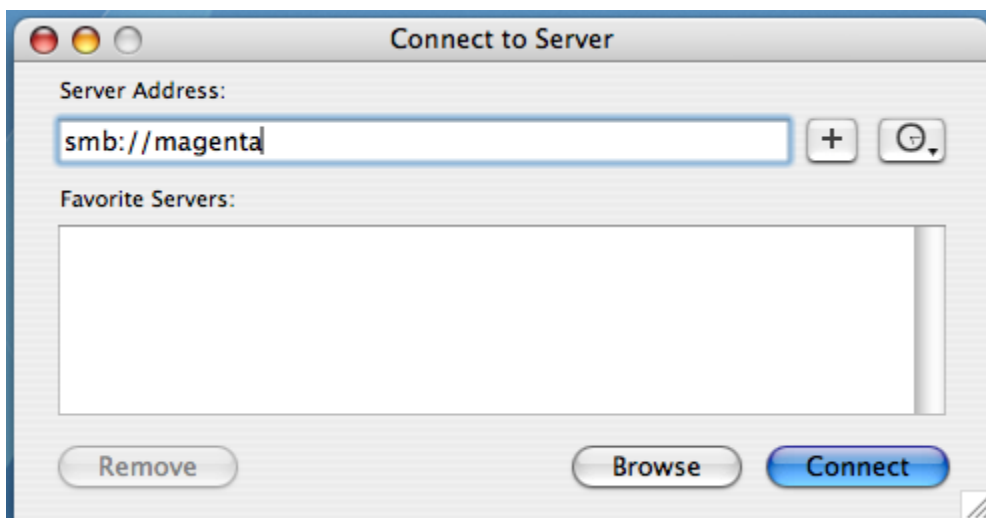 Connect to Server
Server Address:
smb://magenta
Favorite Servers:
Remove
Browse
Connect